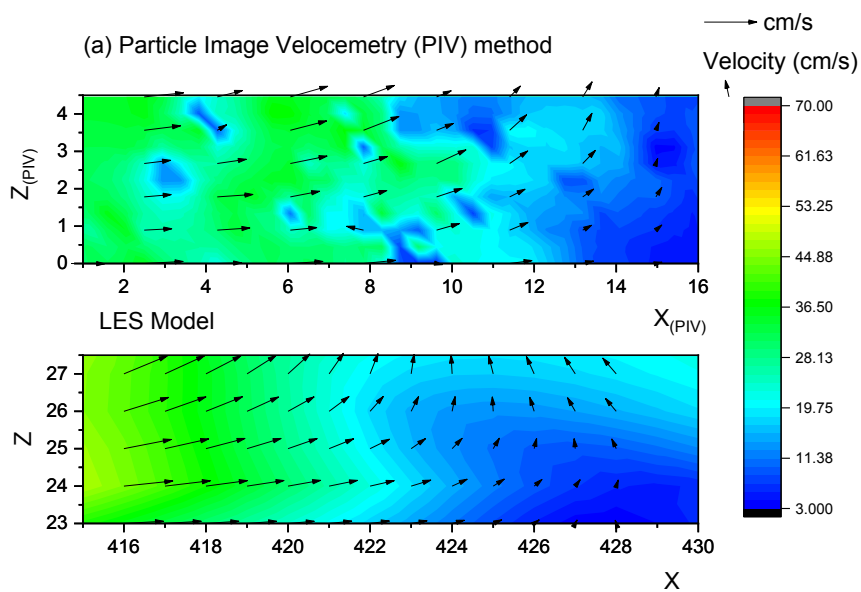 cm/s
(a) Particle Image Velocemetry (PIV) method
Velocity (cm/s)
70.00
61.63
53.25
44.88
36.50
28.13
19.75
11.38
3.000
4
3
2
1
0
Z(PIV)
2 4 6 8 10 12 14 16
LES Model
X(PIV)
27
26
25
24
23
Z
416 418 420 422 424 426 428 430
X